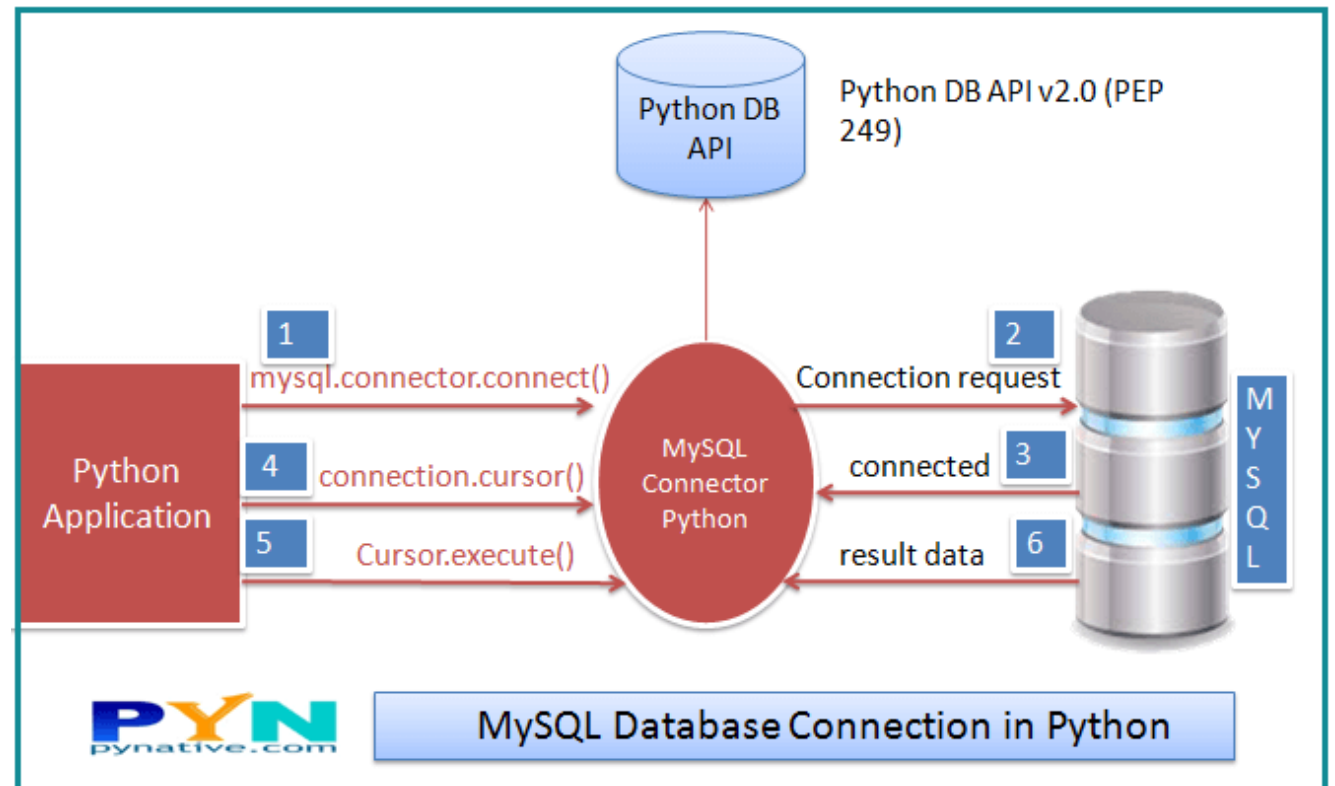 Python DB
API
Python DB API v2.0 (PEP
249)
1
mysql.connector.connect()
2
Connection request
Python
Application
4
connection.cursor()
MySQL
Connector
Python
connected
3
5
Cursor.execute()
result data
6
M
Y
S
Q
L
PYN
pynative.com
MySQL Database Connection in Python